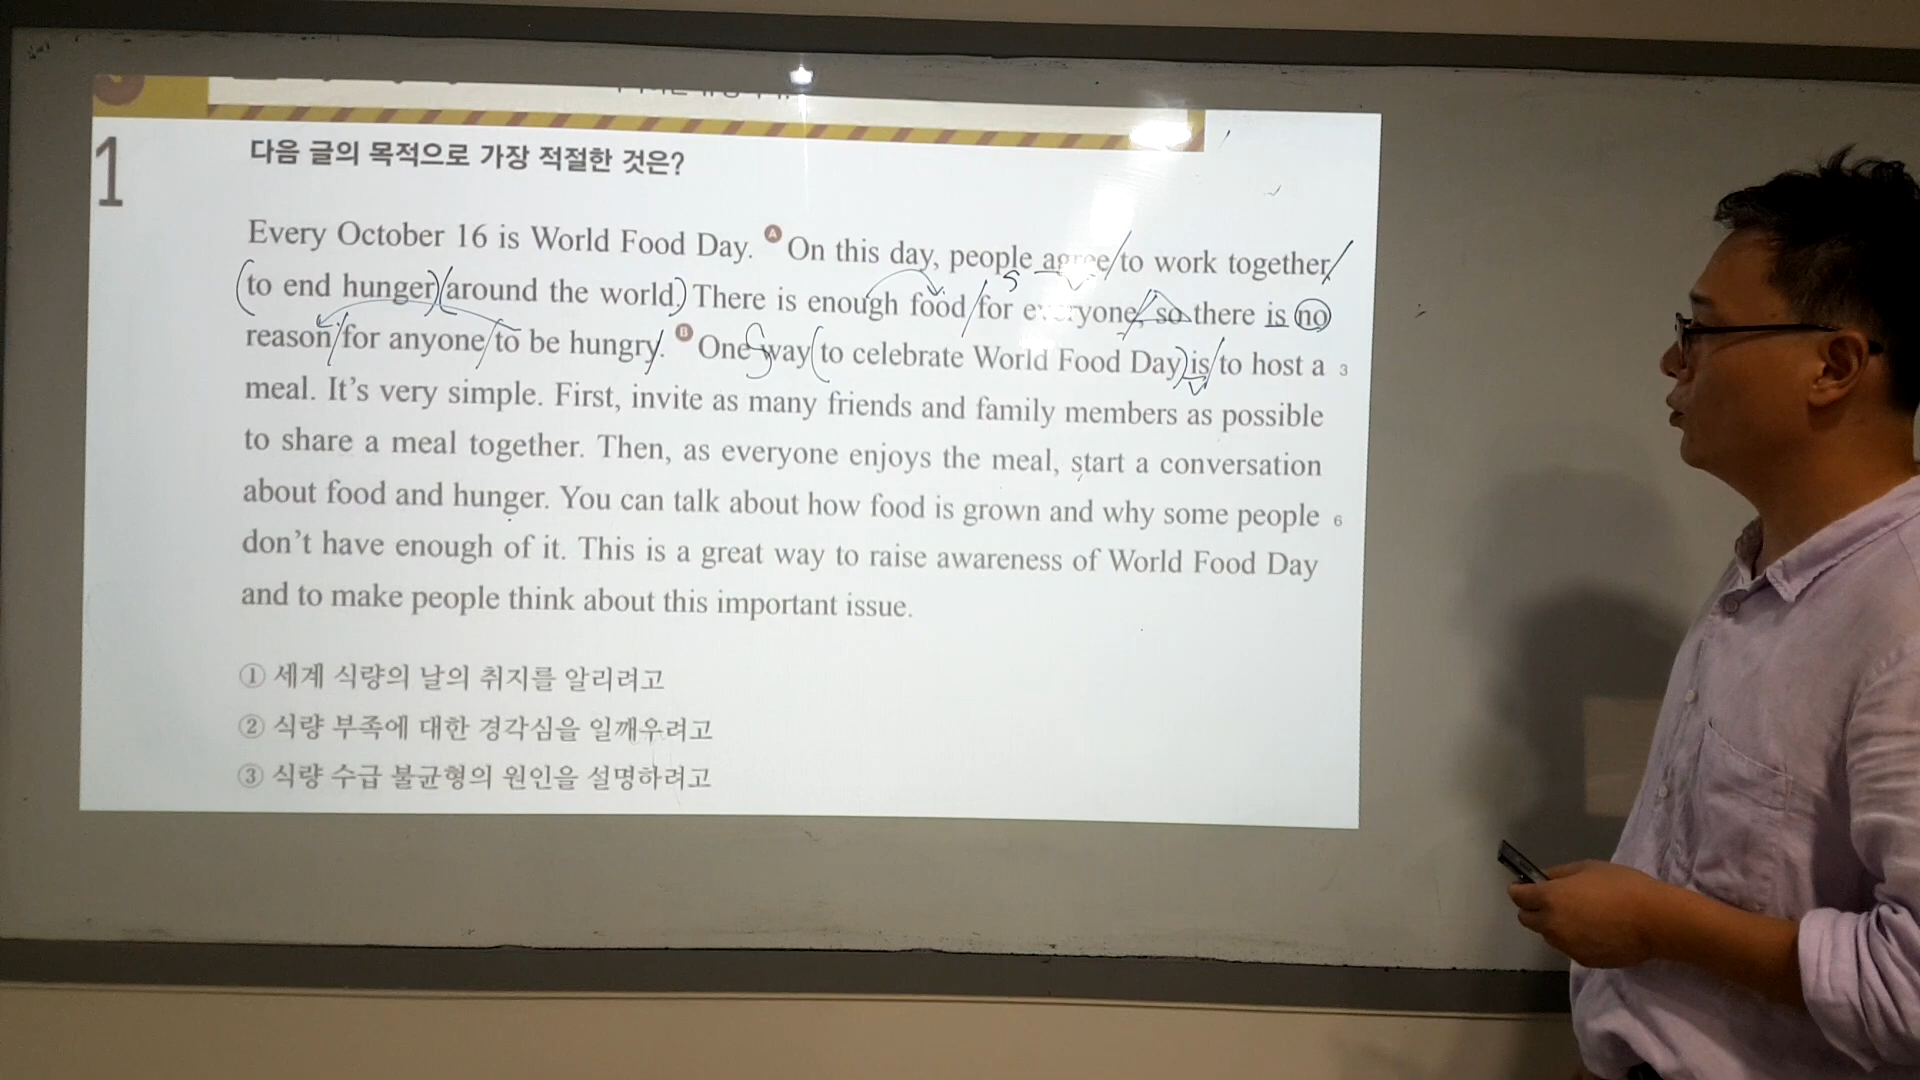 1
다음 글의 목적으로 가장 적절한 것은?
Every October 16 is World Food Day. Ⓐ On this day, people agree to work together
to end hunger around the world. There is enough food for everyone, so there is no
reason for anyone to be hungry. Ⓑ One way to celebrate World Food Day is to host a 3
meal. It's very simple. First, invite as many friends and family members as possible
to share a meal together. Then, as everyone enjoys the meal, start a conversation
about food and hunger. You can talk about how food is grown and why some people 6
don't have enough of it. This is a great way to raise awareness of World Food Day
and to make people think about this important issue.
① 세계 식량의 날의 취지를 알리려고
② 식량 부족에 대한 경각심을 일깨우려고
③ 식량 수급 불균형의 원인을 설명하려고